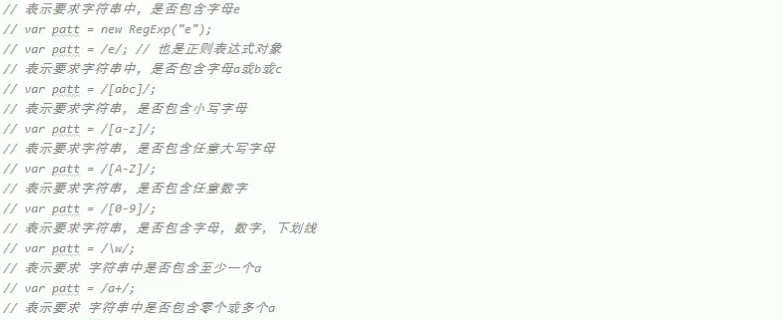 // 表示要求字符串中，是否包含字母e
// var patt = new RegExp("e");
// var patt = /e/; // 也是正则表达式对象
// 表示要求字符串中，是否包含字母a或b或c
// var patt = /[abc]/;
// 表示要求字符串，是否包含小写字母
// var patt = /[a-z]/;
// 表示要求字符串，是否包含任意大写字母
// var patt = /[A-Z]/;
// 表示要求字符串，是否包含任意数字
// var patt = /[0-9]/;
// 表示要求字符串，是否包含字母，数字，下划线
// var patt = /\w/;
// 表示要求 字符串中是否包含至少一个a
// var patt = /a+/;
// 表示要求 字符串中是否包含零个或多个a